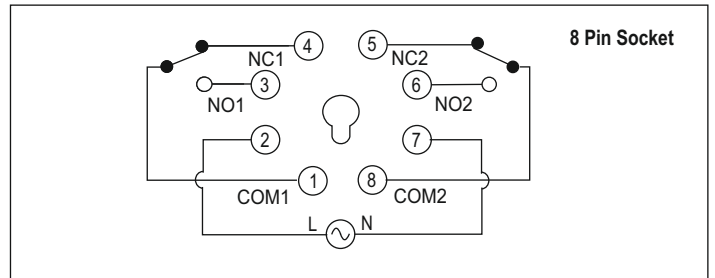 8 Pin Socket
4 5
NC1 NC2
3 6
NO1 NO2
2 7
1 8
COM1 COM2
L N